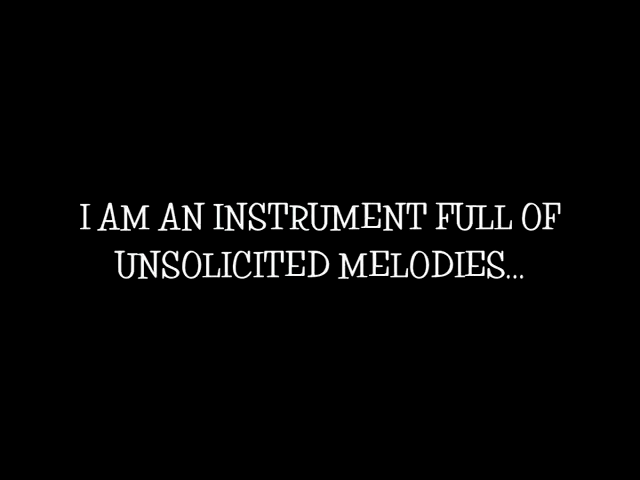 I AM AN INSTRUMENT FULL OF
UNSOLICITED MELODIES...